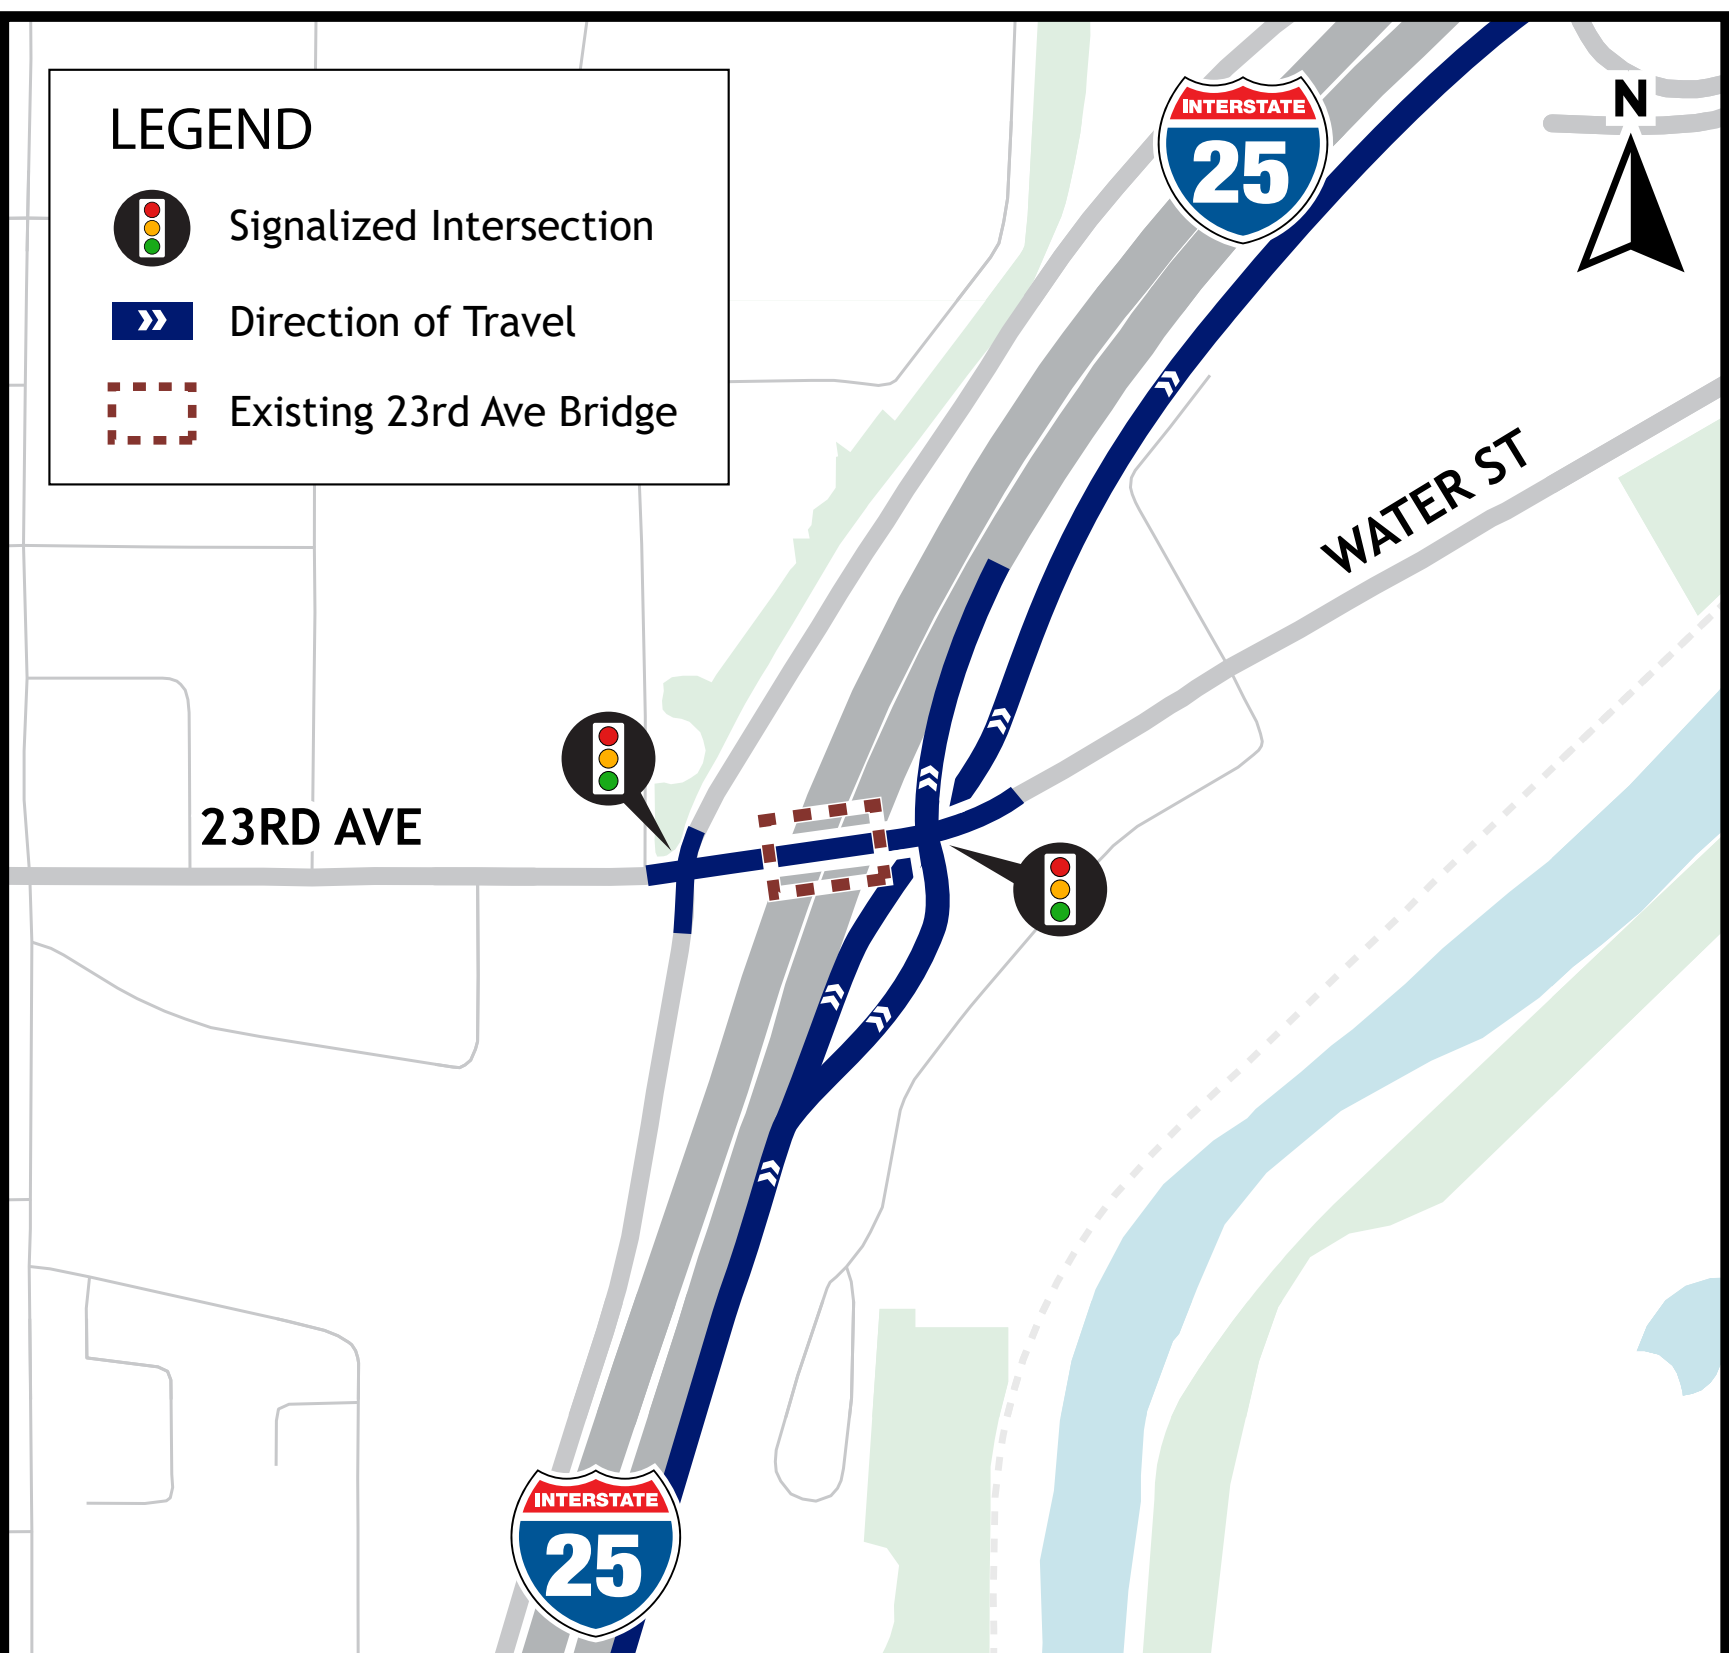 LEGEND
Signalized Intersection
Direction of Travel
Existing 23rd Ave Bridge
INTERSTATE
25
N
WATER ST
23RD AVE
INTERSTATE
25